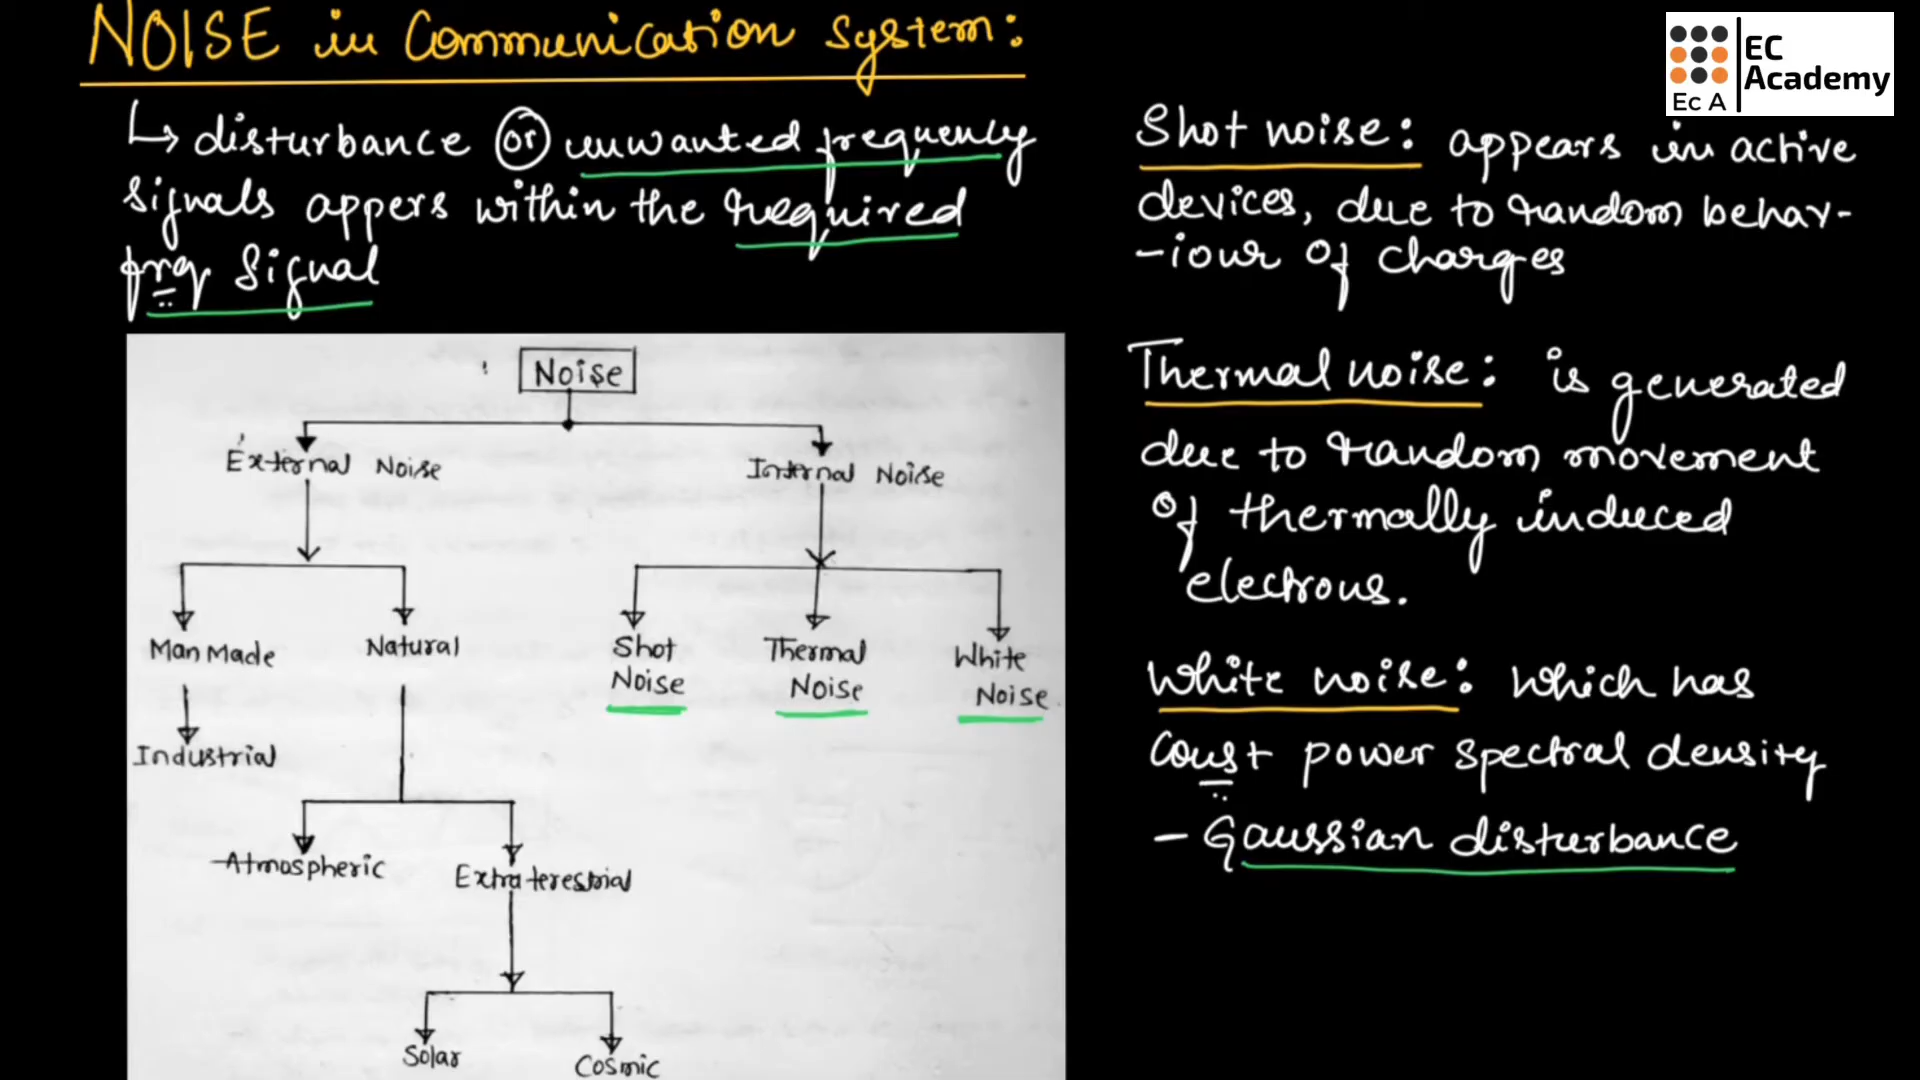 NOISE in Communication system:
↳ disturbance or unwanted frequency
signals appers within the required
frqy signal
Noise
External Noise
Internal Noise
Man Made
Natural
Shot
Noise
Thermal
Noise
White
Noise
Industrial
Atmospheric
Extraterestrial
Solar
Cosmic
EC
Academy
Ec A
Shot noise: appears in active
devices, due to random behav-
-iour of charges
Thermal noise: is generated
due to random movement
of thermally induced
electrons.
White noise: which has
const power spectral density
- Gaussian disturbance